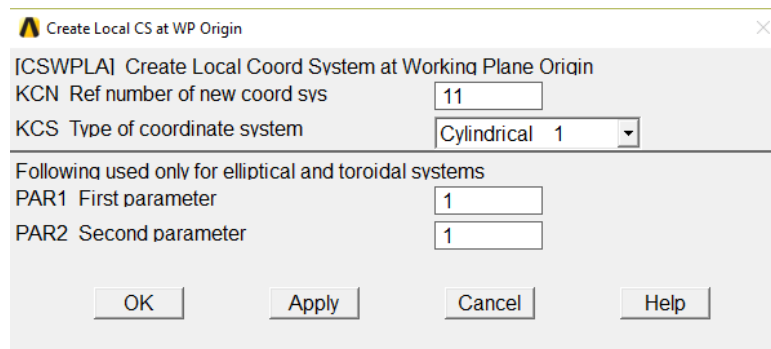 Create Local CS at WP Origin
[CSWPLA] Create Local Coord System at Working Plane Origin
KCN Ref number of new coord sys 11
KCS Type of coordinate system Cylindrical 1
Following used only for elliptical and toroidal systems
PAR1 First parameter 1
PAR2 Second parameter 1
OK Apply Cancel Help